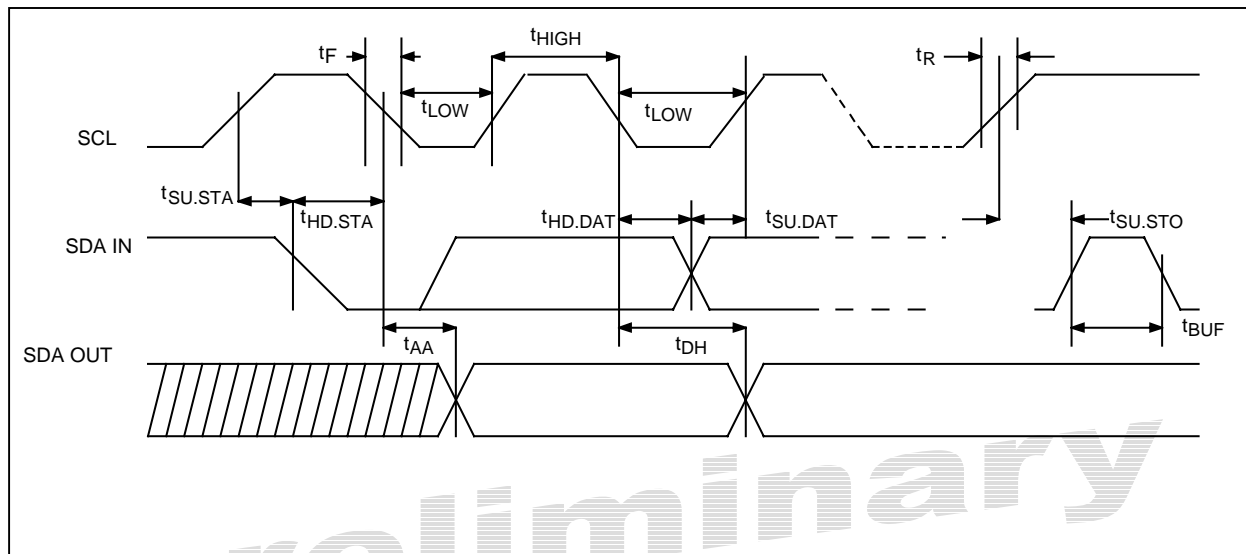 tF
tHIGH
tR
tLOW
tLOW
SCL
tSU.STA
tHD.STA
tHD.DAT
tSU.DAT
tSU.STO
SDA IN
tBUF
tAA
tDH
SDA OUT
reliminary